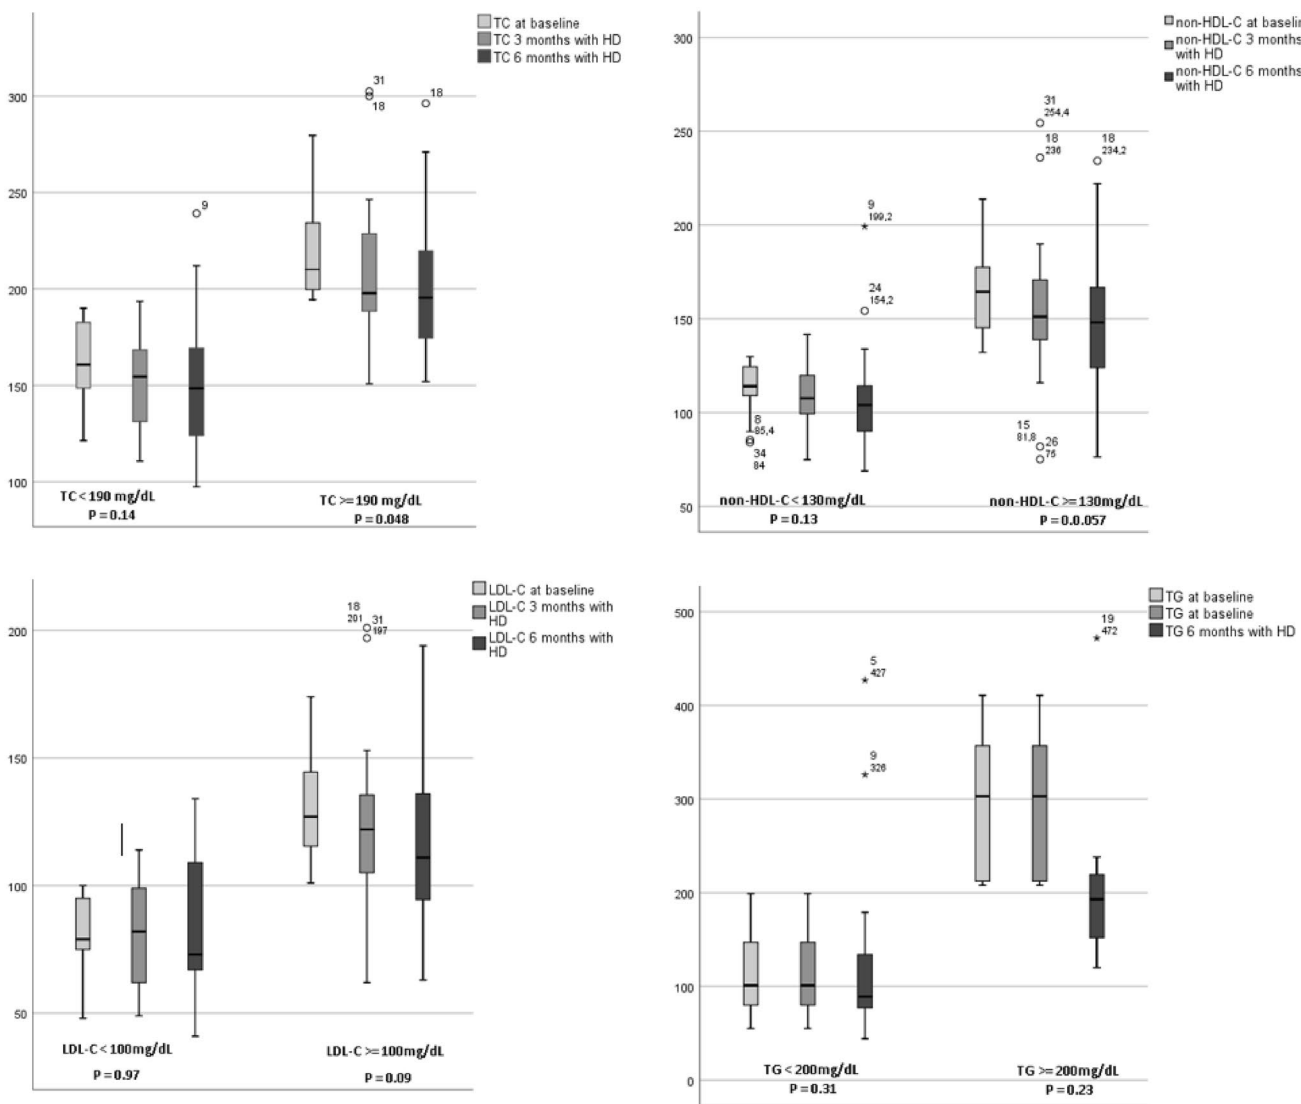 TC at baseline
TC 3 months with HD
TC 6 months with HD
300
250
200
150
100
31
18
18
9
TC < 190 mg/dL
P = 0.14
TC >= 190 mg/dL
P = 0.048
non-HDL-C at baselin
non-HDL-C 3 months
with HD
non-HDL-C 6 months
with HD
300
250
200
150
100
50
31
254,4
18
236
18
234,2
9
199,2
24
154,2
8
85,4
34
84
15
81,8
26
75
non-HDL-C < 130mg/dL
P = 0.13
non-HDL-C >= 130mg/dL
P = 0.0.057
LDL-C at baseline
LDL-C 3 months with
HD
LDL-C 6 months with
HD
200
150
100
50
18
201
31
197
LDL-C < 100mg/dL
P = 0.97
LDL-C >= 100mg/dL
P = 0.09
TG at baseline
TG at baseline
TG 6 months with HD
500
400
300
200
100
0
19
472
5
427
9
326
TG < 200mg/dL
P = 0.31
TG >= 200mg/dL
P = 0.23